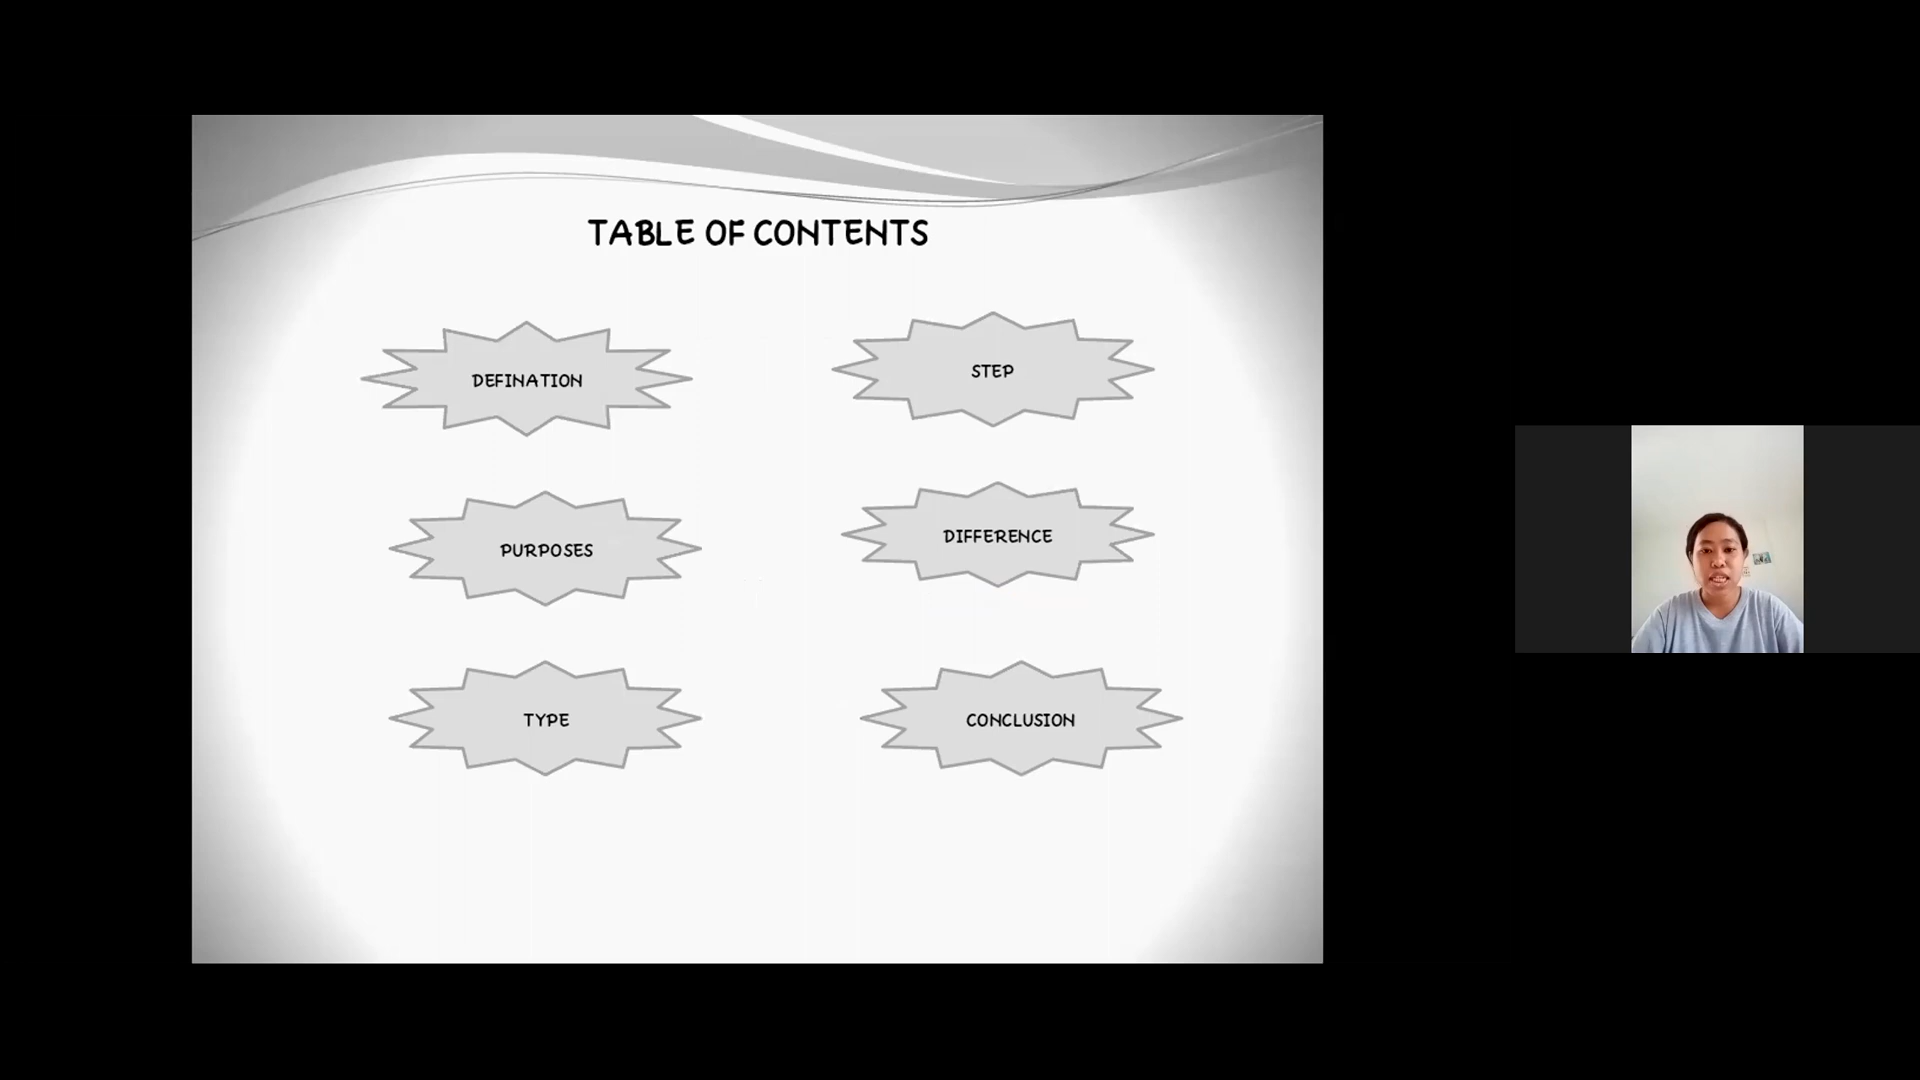 TABLE OF CONTENTS
DEFINATION
PURPOSES
TYPE
STEP
DIFFERENCE
CONCLUSION